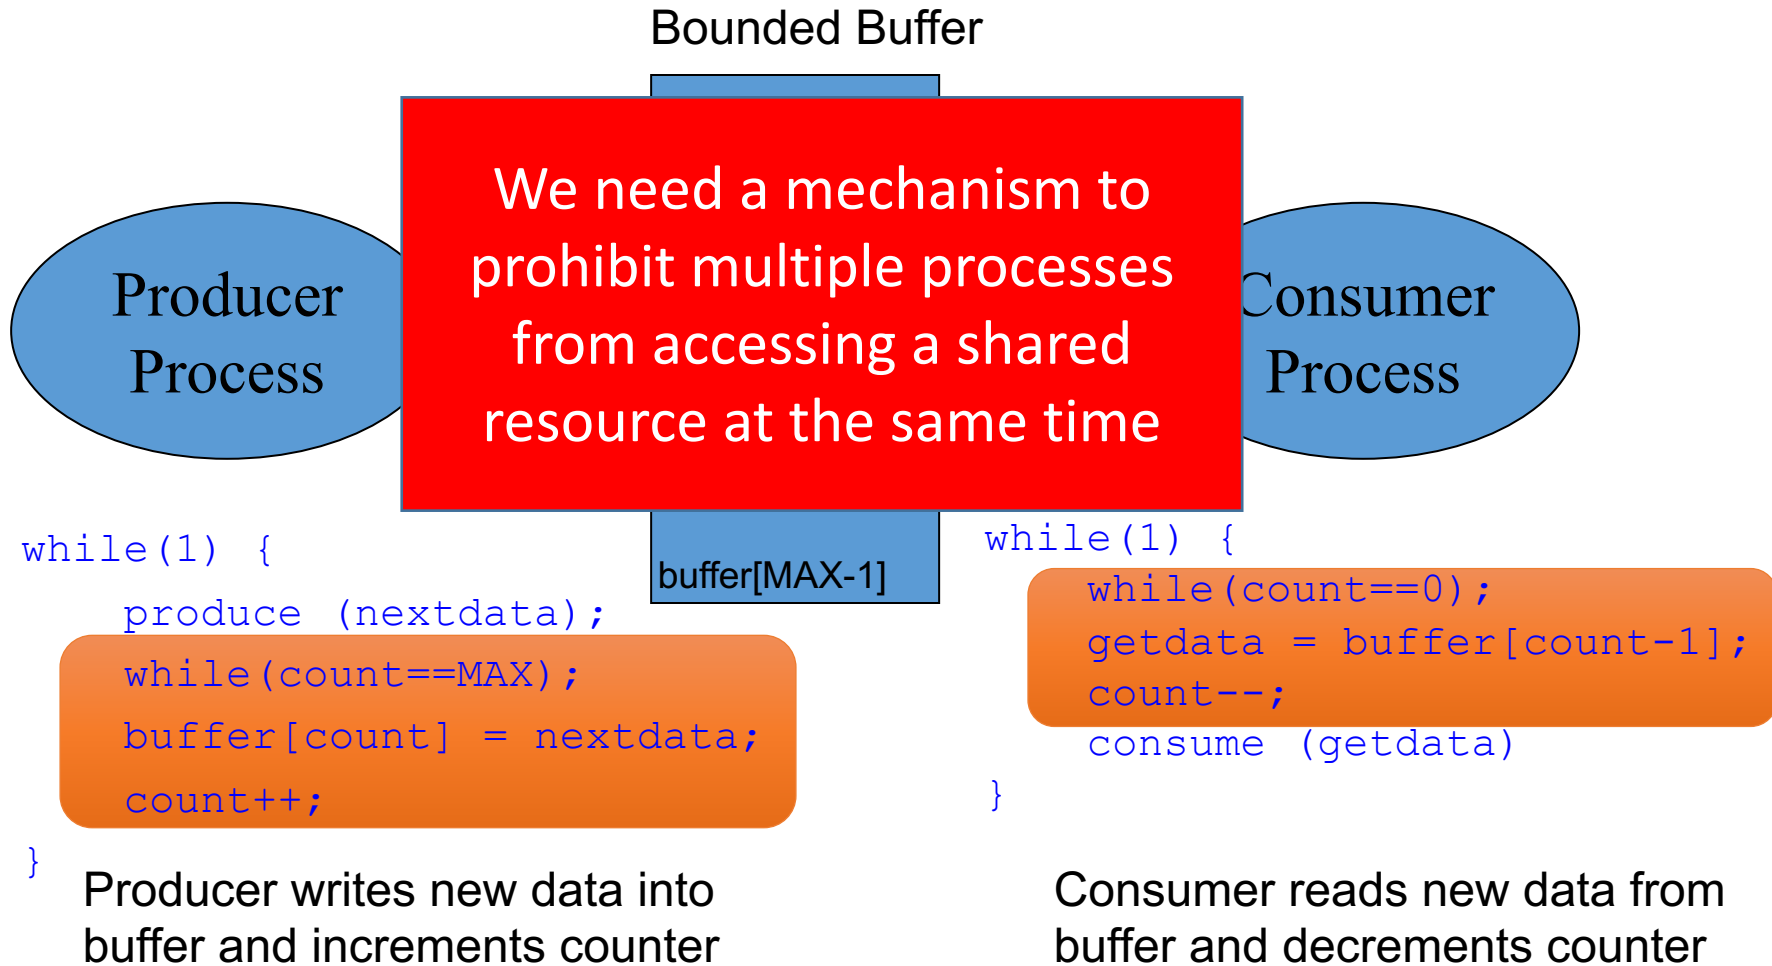 Bounded Buffer
We need a mechanism to
prohibit multiple processes
from accessing a shared
resource at the same time
Producer
Process
Consumer
Process
buffer[MAX-1]
while(1) {
produce (nextdata);
while(count==MAX);
buffer[count] = nextdata;
count++;
}
Producer writes new data into
buffer and increments counter
while(1) {
while(count==0);
getdata = buffer[count-1];
count--;
consume (getdata)
}
Consumer reads new data from
buffer and decrements counter